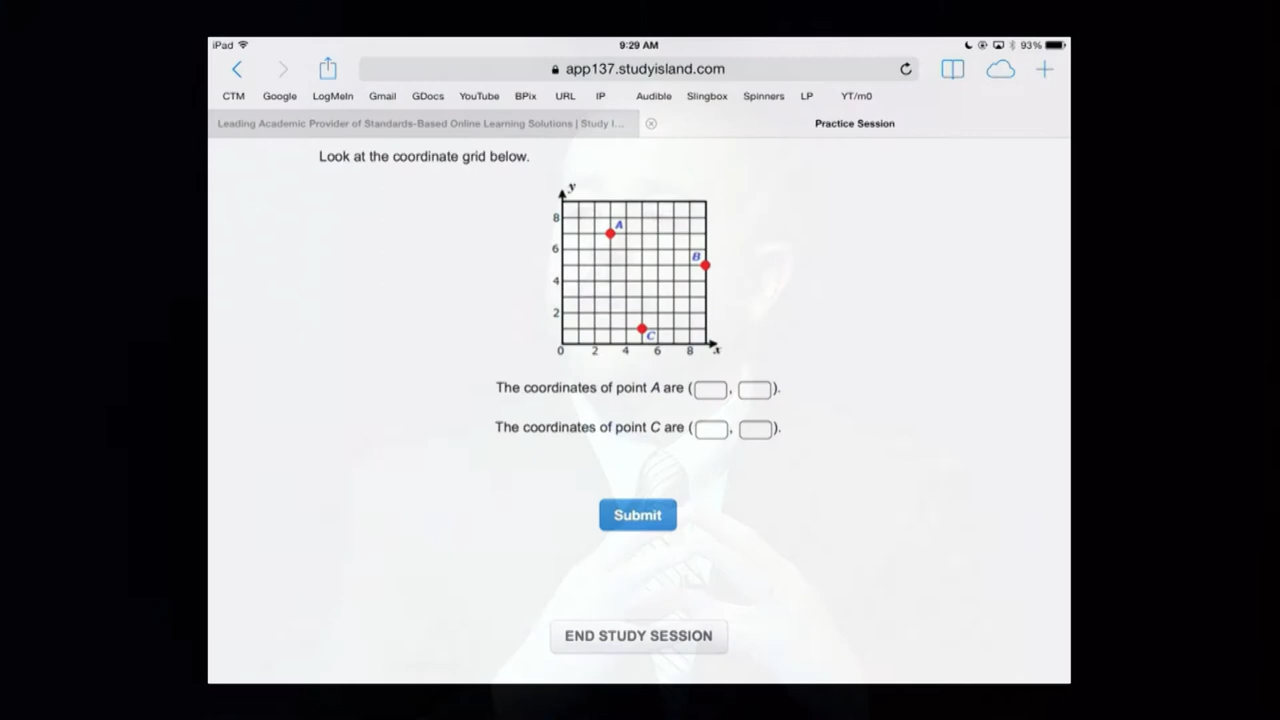 iPad 9:29 AM 93%
app137.studyisland.com
CTM Google LogMeIn Gmail GDocs YouTube BPix URL IP Audible Slingbox Spinners LP YT/m0
Leading Academic Provider of Standards-Based Online Learning Solutions | Study I... Practice Session
Look at the coordinate grid below.
y
8
A
6
B
4
2
C
0 2 4 6 8 x
The coordinates of point A are ( , ).
The coordinates of point C are ( , ).
Submit
END STUDY SESSION